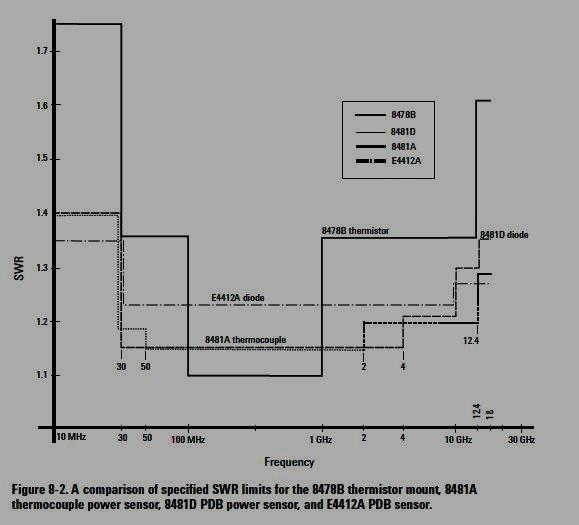 1.7
1.6
8478B
8481D
8481A
E4412A
1.5
1.4
8478B thermistor
8481D diode
SWR
1.3
E4412A diode
1.2
8481A thermocouple
12.4
30
50
2
4
1.1
12.4
18
10 MHz
30
50
100 MHz
1 GHz
2
4
10 GHz
30 GHz
Frequency
Figure 8-2. A comparison of specified SWR limits for the 8478B thermistor mount, 8481A
thermocouple power sensor, 8481D PDB power sensor, and E4412A PDB sensor.